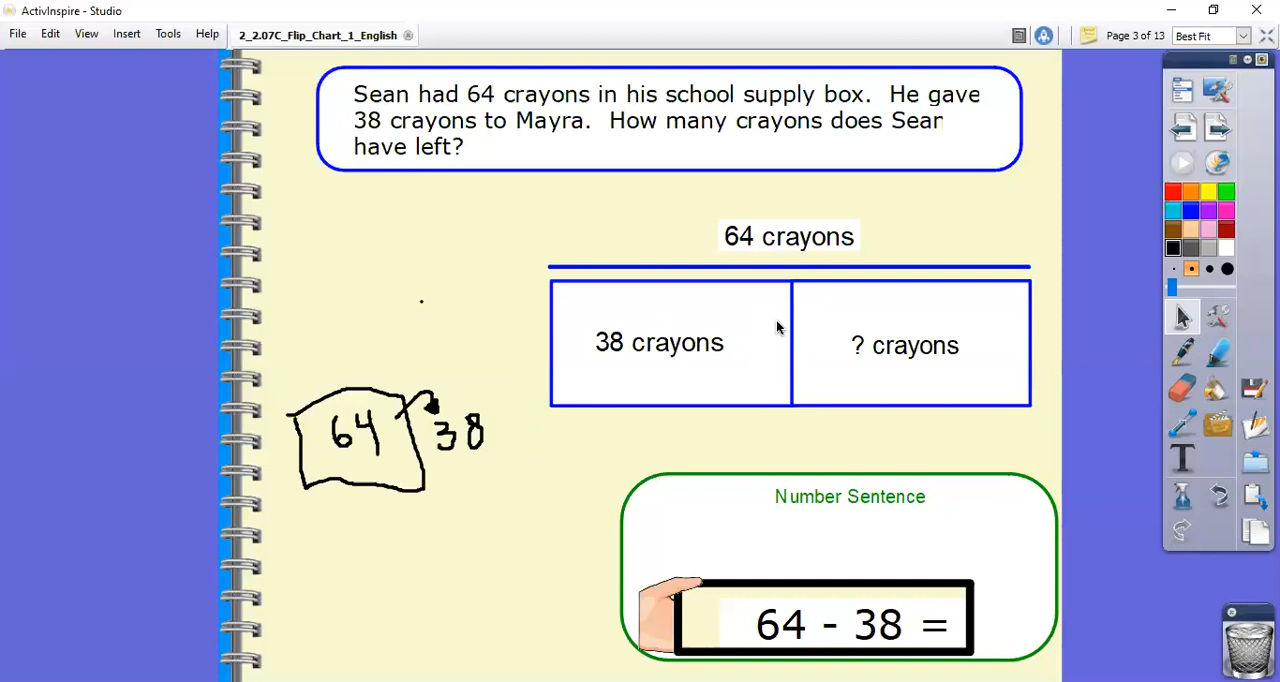 ActivInspire - Studio
File Edit View Insert Tools Help 2_2.07C_Flip_Chart_1_English Page 3 of 13 Best Fit
Sean had 64 crayons in his school supply box. He gave
38 crayons to Mayra. How many crayons does Sean
have left?
64 crayons
38 crayons ? crayons
64 38
Number Sentence
64 - 38 =